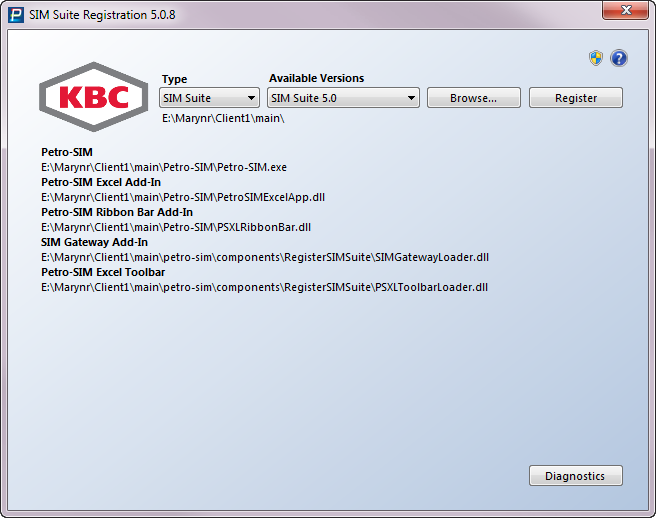 SIM Suite Registration 5.0.8
KBC
Type Available Versions
SIM Suite SIM Suite 5.0 Browse... Register
E:\Marynr\Client1\main\
Petro-SIM
E:\Marynr\Client1\main\Petro-SIM\Petro-SIM.exe
Petro-SIM Excel Add-In
E:\Marynr\Client1\main\Petro-SIM\PetroSIMExcelApp.dll
Petro-SIM Ribbon Bar Add-In
E:\Marynr\Client1\main\Petro-SIM\PSXLRibbonBar.dll
SIM Gateway Add-In
E:\Marynr\Client1\main\petro-sim\components\RegisterSIMSuite\SIMGatewayLoader.dll
Petro-SIM Excel Toolbar
E:\Marynr\Client1\main\petro-sim\components\RegisterSIMSuite\PSXLToolbarLoader.dll
Diagnostics